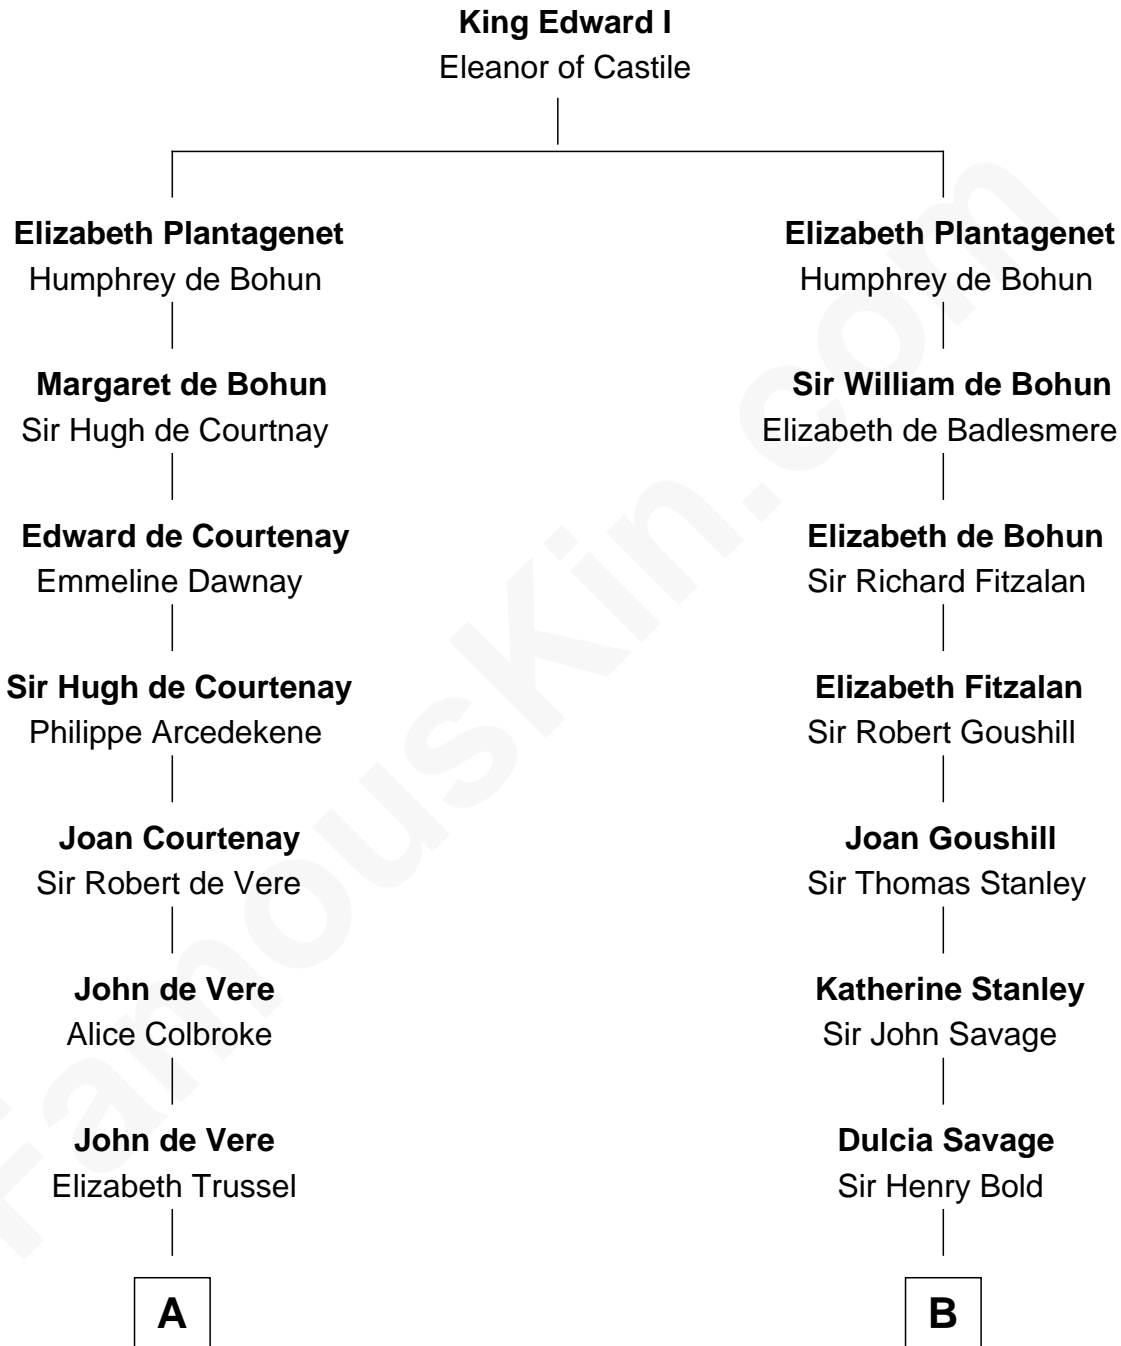 King Edward I
Eleanor of Castile
Elizabeth Plantagenet
Humphrey de Bohun
Margaret de Bohun
Sir Hugh de Courtnay
Edward de Courtenay
Emmeline Dawnay
Sir Hugh de Courtenay
Philippe Arcedekene
Joan Courtenay
Sir Robert de Vere
John de Vere
Alice Colbroke
John de Vere
Elizabeth Trussel
A
Elizabeth Plantagenet
Humphrey de Bohun
Sir William de Bohun
Elizabeth de Badlesmere
Elizabeth de Bohun
Sir Richard Fitzalan
Elizabeth Fitzalan
Sir Robert Goushill
Joan Goushill
Sir Thomas Stanley
Katherine Stanley
Sir John Savage
Dulcia Savage
Sir Henry Bold
B
FamousKin.com